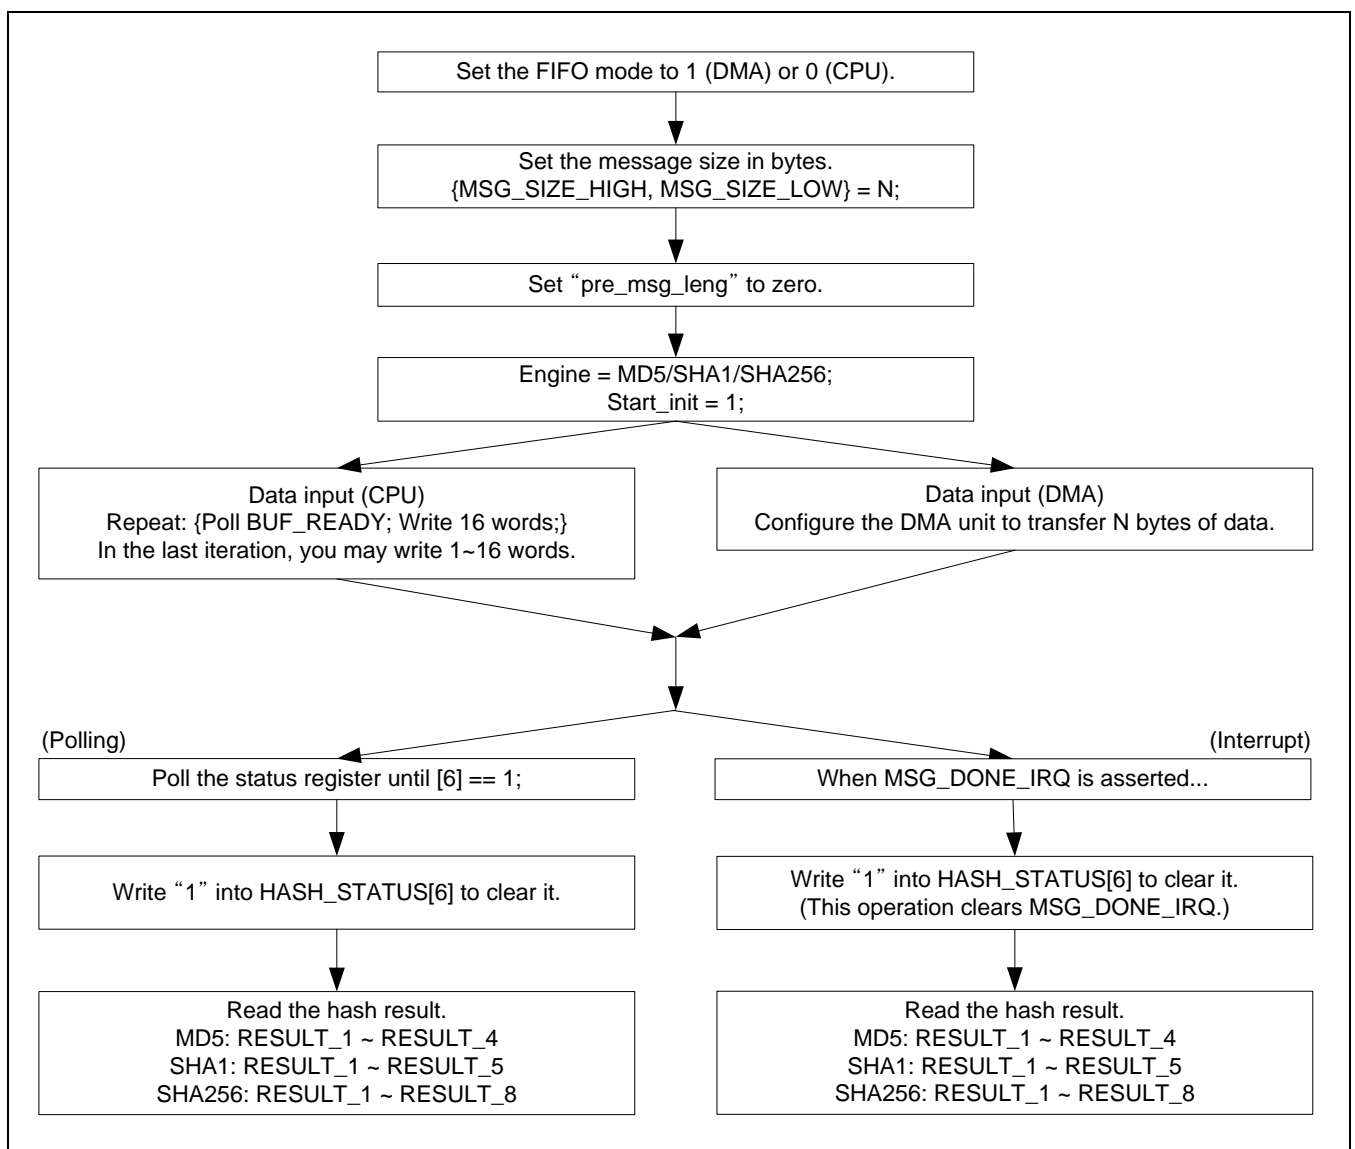 Set the FIFO mode to 1 (DMA) or 0 (CPU).
Set the message size in bytes.
{MSG_SIZE_HIGH, MSG_SIZE_LOW} = N;
Set “pre_msg_leng” to zero.
Engine = MD5/SHA1/SHA256;
Start_init = 1;
Data input (CPU)
Repeat: {Poll BUF_READY; Write 16 words;}
In the last iteration, you may write 1~16 words.
Data input (DMA)
Configure the DMA unit to transfer N bytes of data.
(Polling)
Poll the status register until [6] == 1;
Write “1” into HASH_STATUS[6] to clear it.
Read the hash result.
MD5: RESULT_1 ~ RESULT_4
SHA1: RESULT_1 ~ RESULT_5
SHA256: RESULT_1 ~ RESULT_8
(Interrupt)
When MSG_DONE_IRQ is asserted...
Write “1” into HASH_STATUS[6] to clear it.
(This operation clears MSG_DONE_IRQ.)
Read the hash result.
MD5: RESULT_1 ~ RESULT_4
SHA1: RESULT_1 ~ RESULT_5
SHA256: RESULT_1 ~ RESULT_8